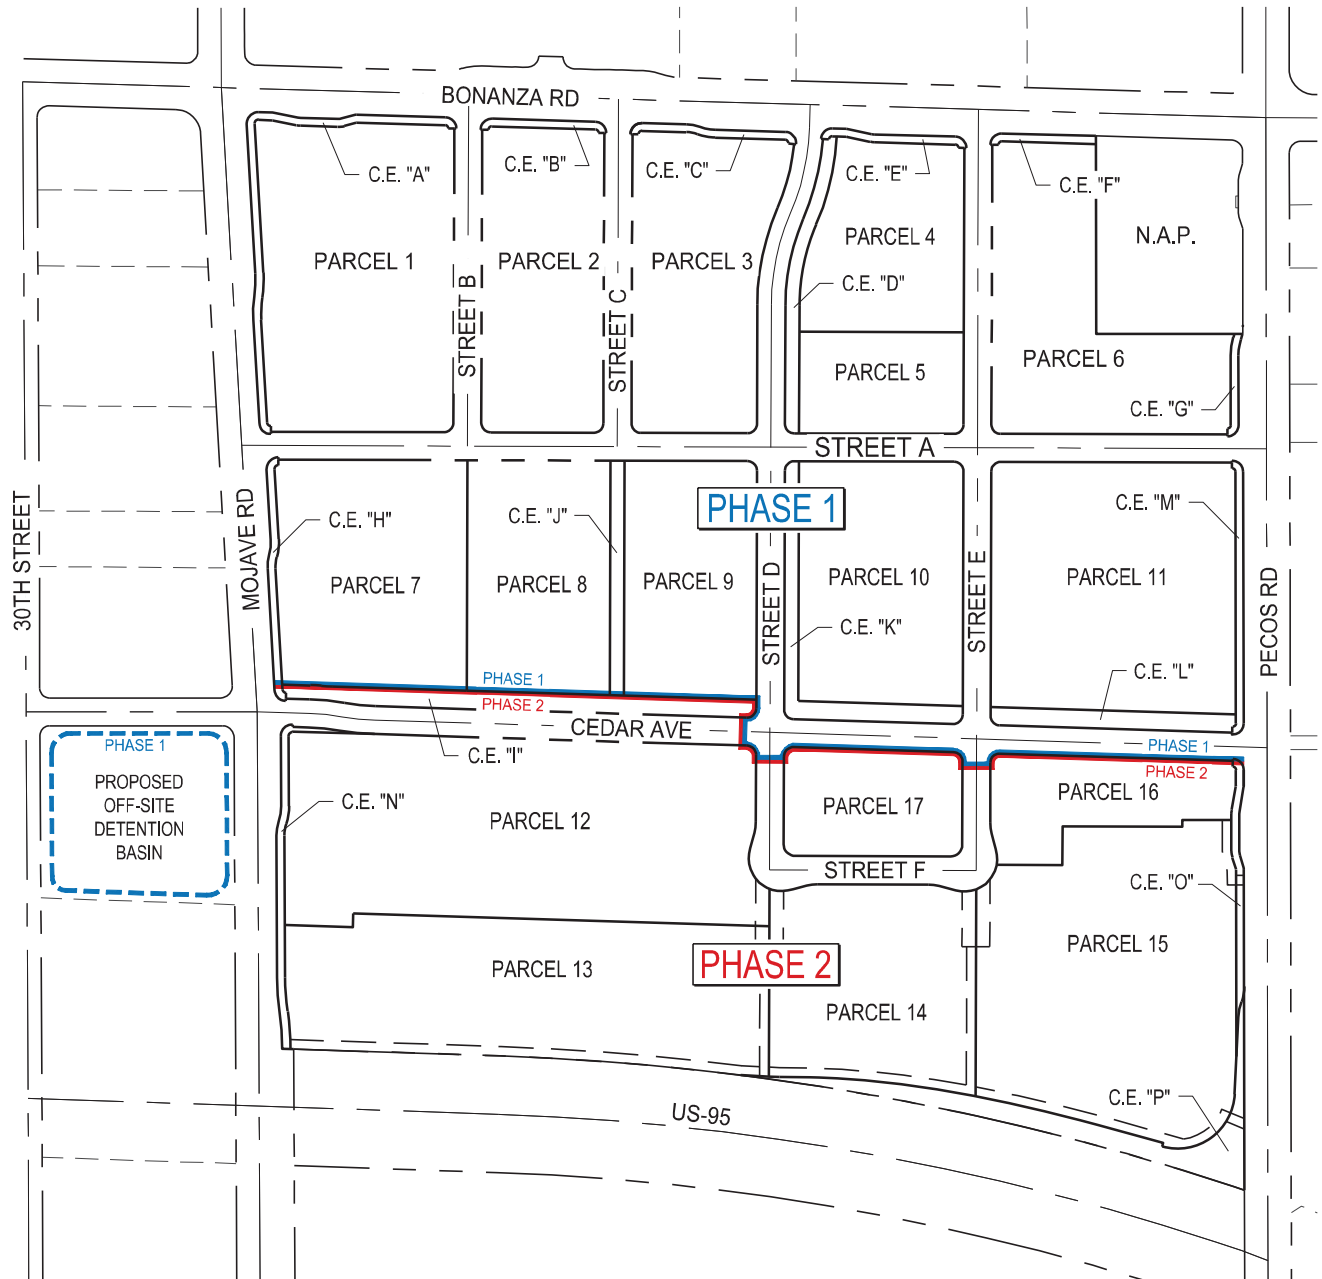 BONANZA RD
C.E. "A"
C.E. "B"
C.E. "C"
C.E. "E"
C.E. "F"
PARCEL 1
PARCEL 2
PARCEL 3
PARCEL 4
N.A.P.
C.E. "D"
STREET B
STREET C
PARCEL 5
PARCEL 6
C.E. "G"
STREET A
30TH STREET
MOJAVE RD
C.E. "H"
C.E. "J"
PHASE 1
C.E. "M"
PARCEL 7
PARCEL 8
PARCEL 9
STREET D
PARCEL 10
STREET E
PARCEL 11
PECOS RD
C.E. "K"
C.E. "L"
PHASE 1
PHASE 2
CEDAR AVE
C.E. "I"
PHASE 1
PHASE 2
PHASE 1
PROPOSED
OFF-SITE
DETENTION
BASIN
C.E. "N"
PARCEL 12
PARCEL 17
PARCEL 16
STREET F
C.E. "O"
PARCEL 13
PHASE 2
PARCEL 15
PARCEL 14
C.E. "P"
US-95